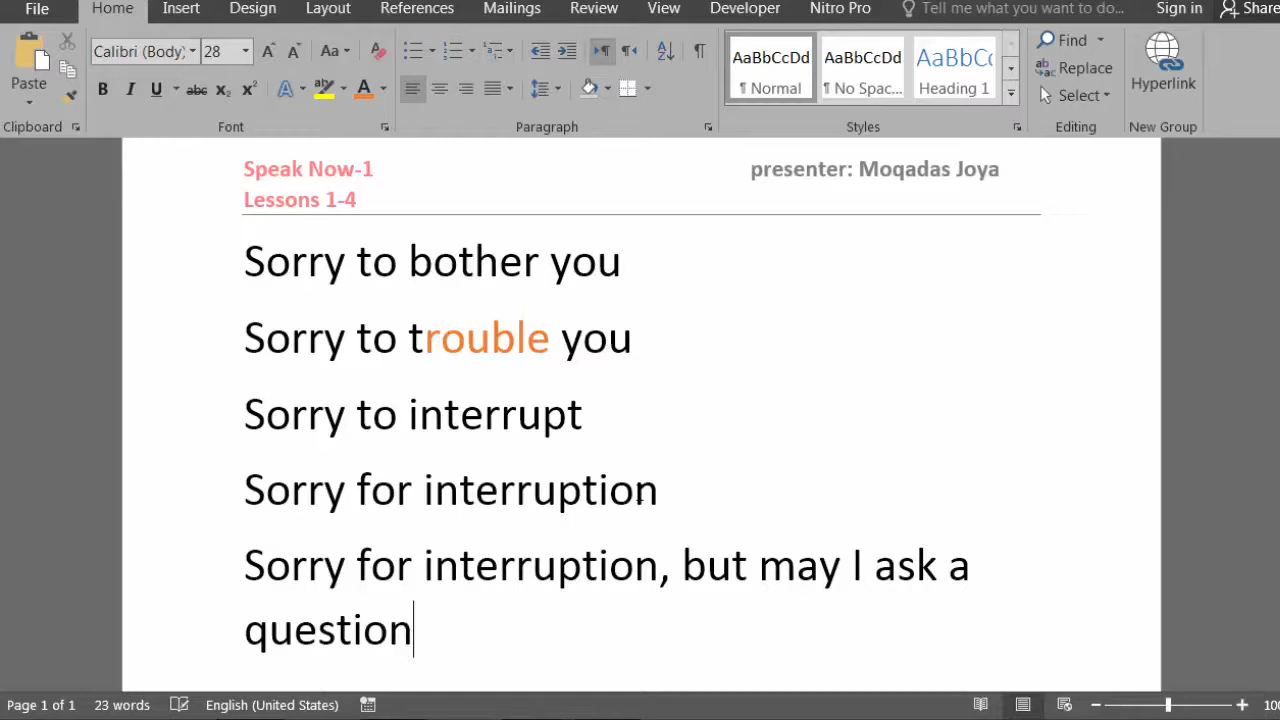 File Home Insert Design Layout References Mailings Review View Developer Nitro Pro Tell me what you want to do... Sign in Share
Calibri (Body) 28 Aa
AaBbCcDd AaBbCcDd AaBbCc
Find
Paste
Replace
Hyperlink
B I U abc X₂ X² A A
¶ Normal ¶ No Spac... Heading 1
Select
Clipboard Font Paragraph Styles Editing New Group
Speak Now-1 presenter: Moqadas Joya
Lessons 1-4
Sorry to bother you
Sorry to trouble you
Sorry to interrupt
Sorry for interruption
Sorry for interruption, but may I ask a
question
Page 1 of 1 23 words English (United States)